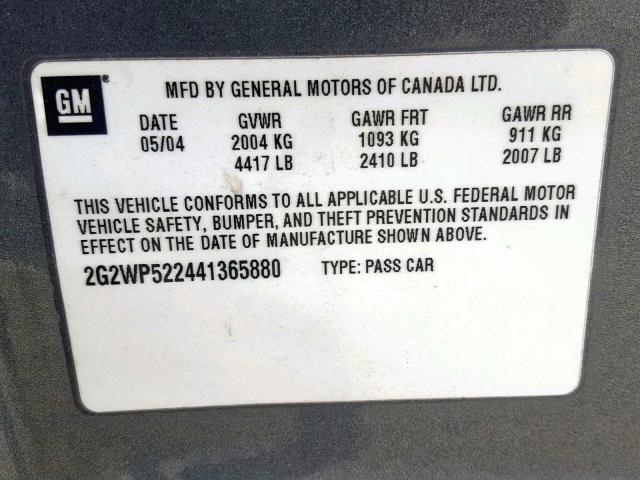 GM®
MFD BY GENERAL MOTORS OF CANADA LTD.
DATE GVWR GAWR FRT GAWR RR
05/04 2004 KG 1093 KG 911 KG
4417 LB 2410 LB 2007 LB
THIS VEHICLE CONFORMS TO ALL APPLICABLE U.S. FEDERAL MOTOR
VEHICLE SAFETY, BUMPER, AND THEFT PREVENTION STANDARDS IN
EFFECT ON THE DATE OF MANUFACTURE SHOWN ABOVE.
2G2WP522441365880 TYPE: PASS CAR